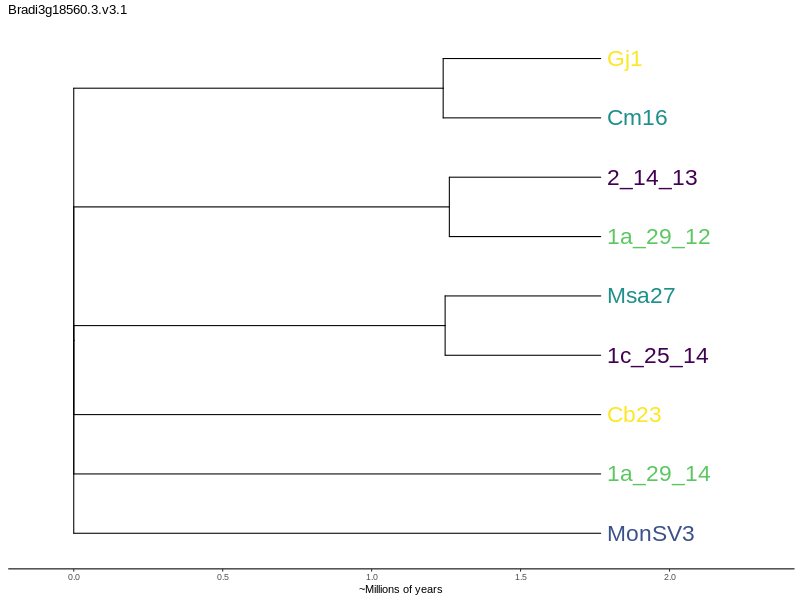 Bradi3g18560.3.v3.1
Gj1
Cm16
2_14_13
1a_29_12
Msa27
1c_25_14
Cb23
1a_29_14
MonSV3
0.0 0.5 1.0 1.5 2.0
~Millions of years